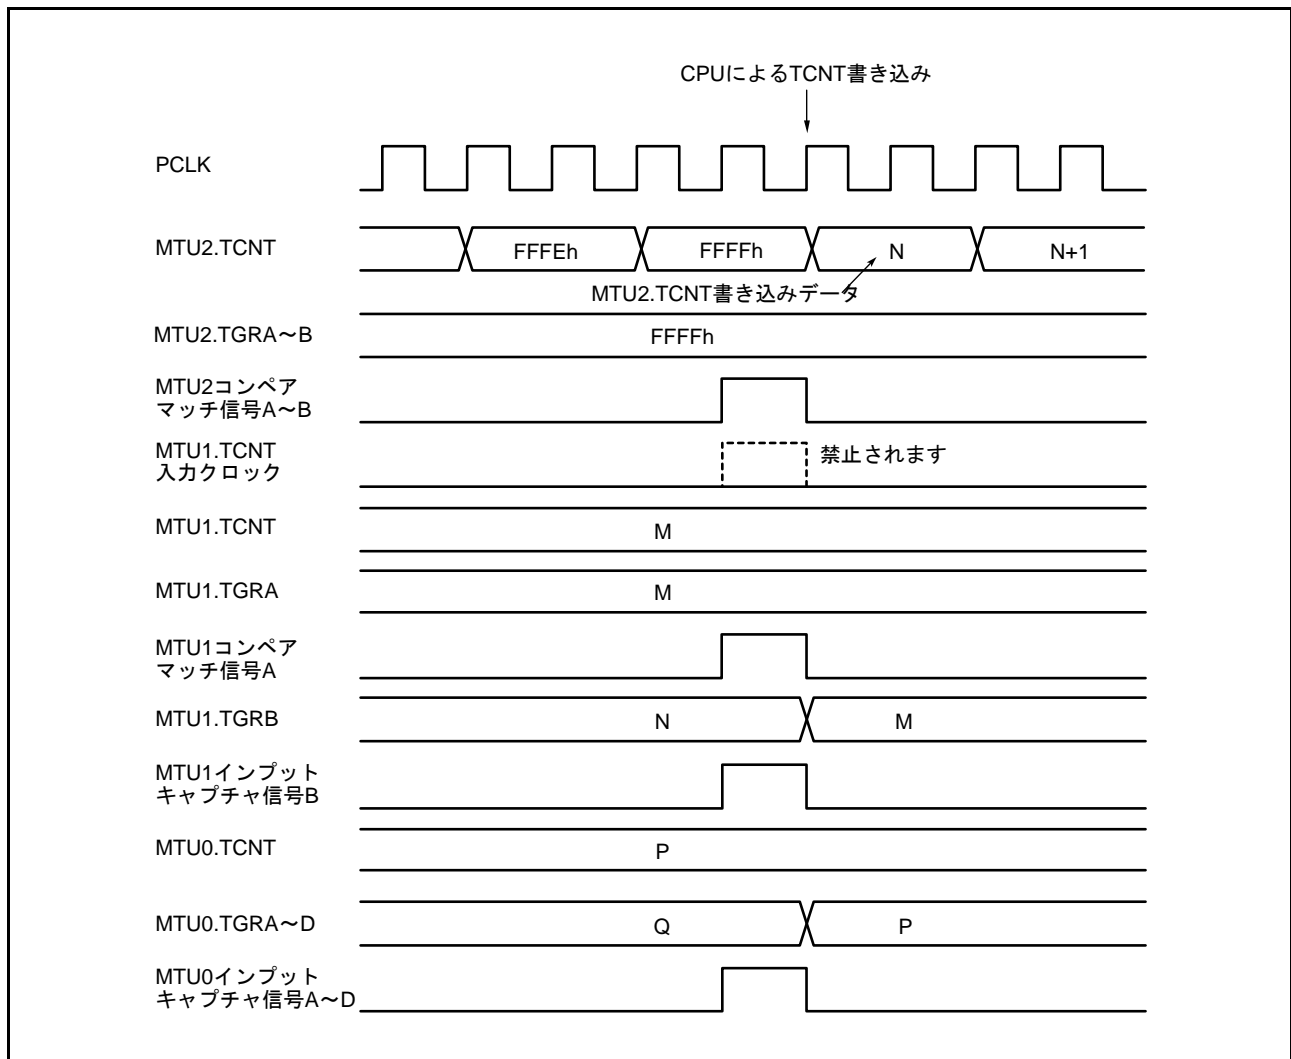 CPUによるTCNT書き込み
PCLK
MTU2.TCNT
FFFEh
FFFFh
N
N+1
MTU2.TCNT書き込みデータ
MTU2.TGRA～B
FFFFh
MTU2コンペア
マッチ信号A～B
MTU1.TCNT
入力クロック
禁止されます
MTU1.TCNT
M
MTU1.TGRA
M
MTU1コンペア
マッチ信号A
MTU1.TGRB
N
M
MTU1インプット
キャプチャ信号B
MTU0.TCNT
P
MTU0.TGRA～D
Q
P
MTU0インプット
キャプチャ信号A～D